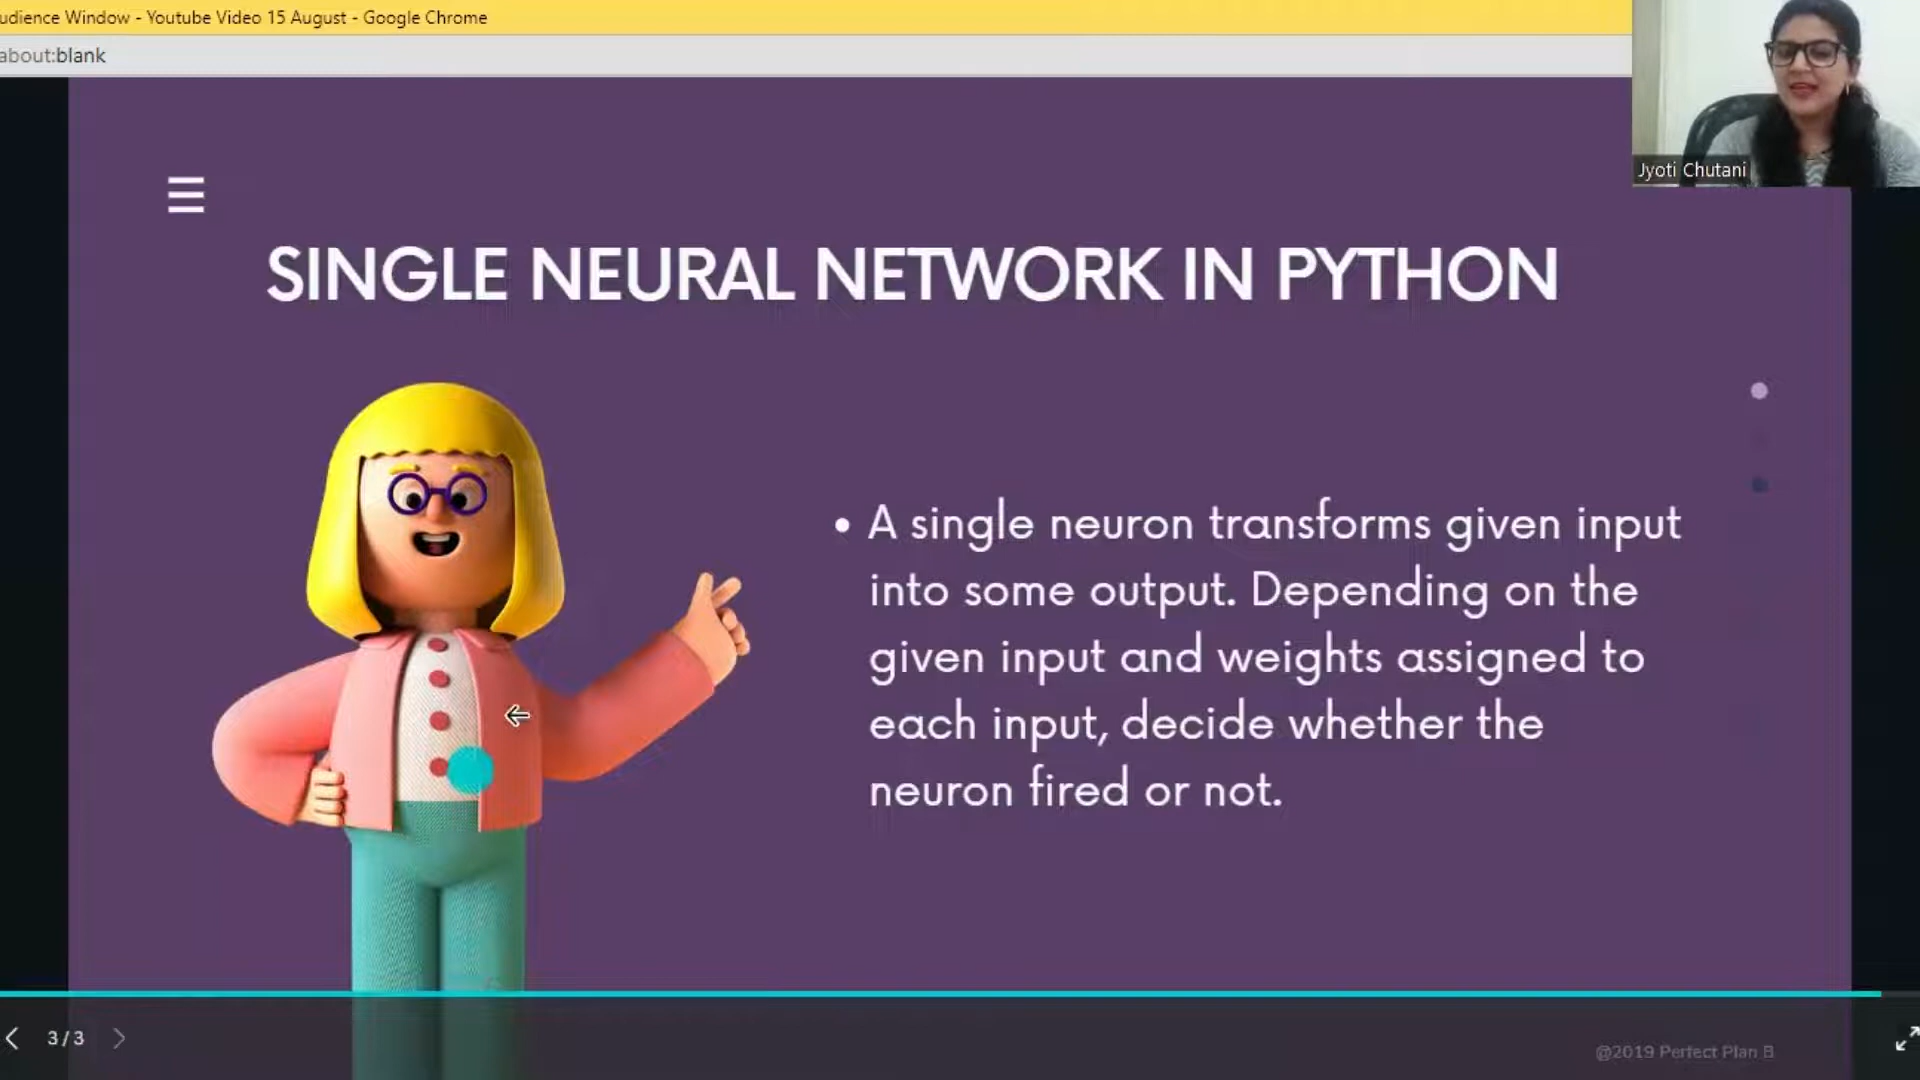 udience Window - Youtube Video 15 August - Google Chrome
about:blank
Jyoti Chutani
SINGLE NEURAL NETWORK IN PYTHON
• A single neuron transforms given input
into some output. Depending on the
given input and weights assigned to
each input, decide whether the
neuron fired or not.
3/3
@2019 Perfect Plan B